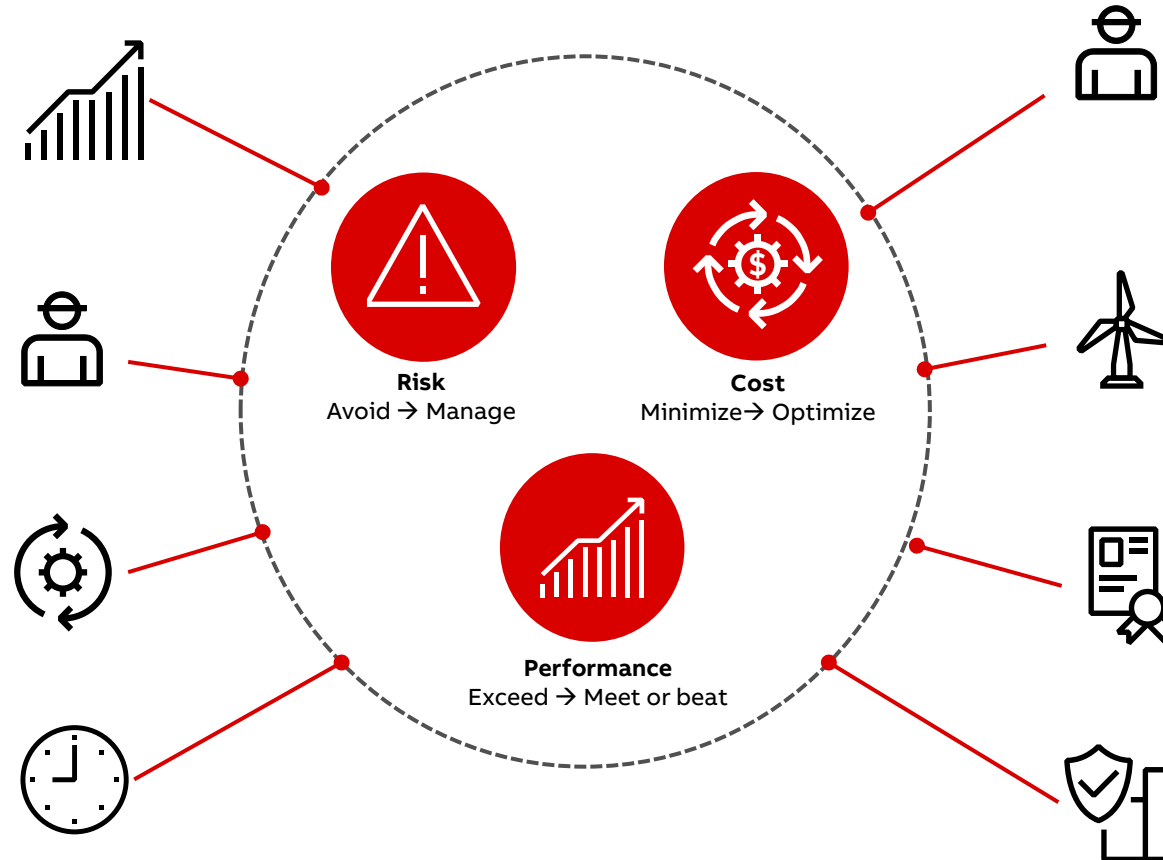 Risk
Avoid → Manage
Cost
Minimize→ Optimize
$
Performance
Exceed → Meet or beat